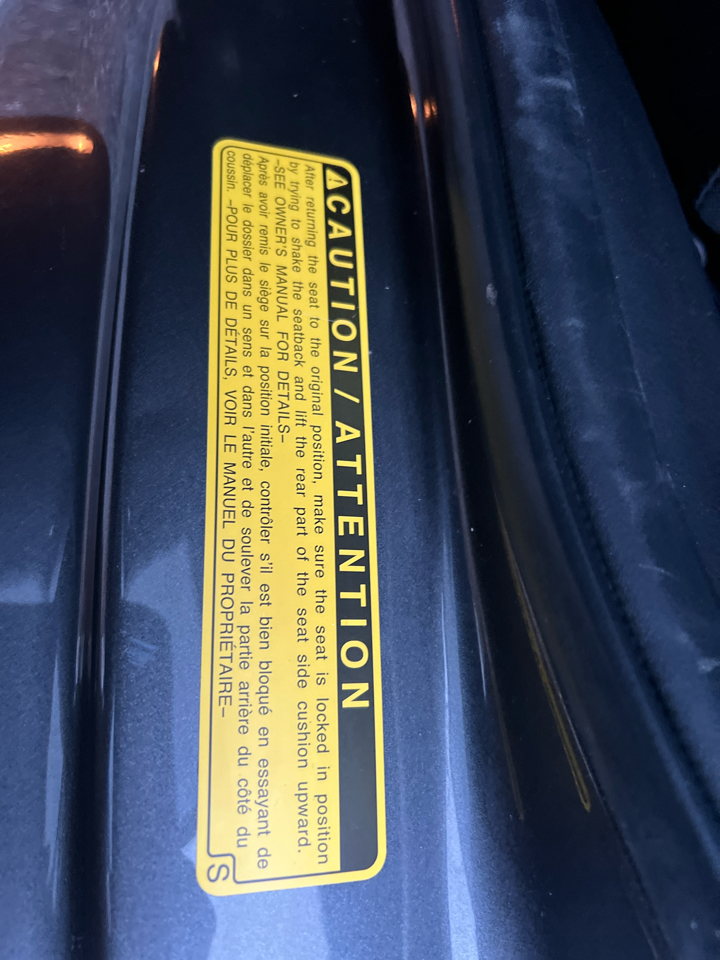 CAUTION / ATTENTION
After returning the seat to the original position, make sure the seat is locked in position
by trying to shake the seatback and lift the rear part of the seat side cushion upward.
–SEE OWNER'S MANUAL FOR DETAILS–
Après avoir remis le siège sur la position initiale, contrôler s'il est bien bloqué en essayant de
déplacer le dossier dans un sens et dans l'autre et de soulever la partie arrière du côté du
coussin. –POUR PLUS DE DÉTAILS, VOIR LE MANUEL DU PROPRIÉTAIRE–
S